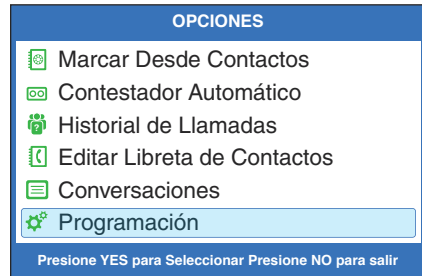 OPCIONES
Marcar Desde Contactos
Contestador Automático
Historial de Llamadas
Editar Libreta de Contactos
Conversaciones
Programación
Presione YES para Seleccionar Presione NO para salir